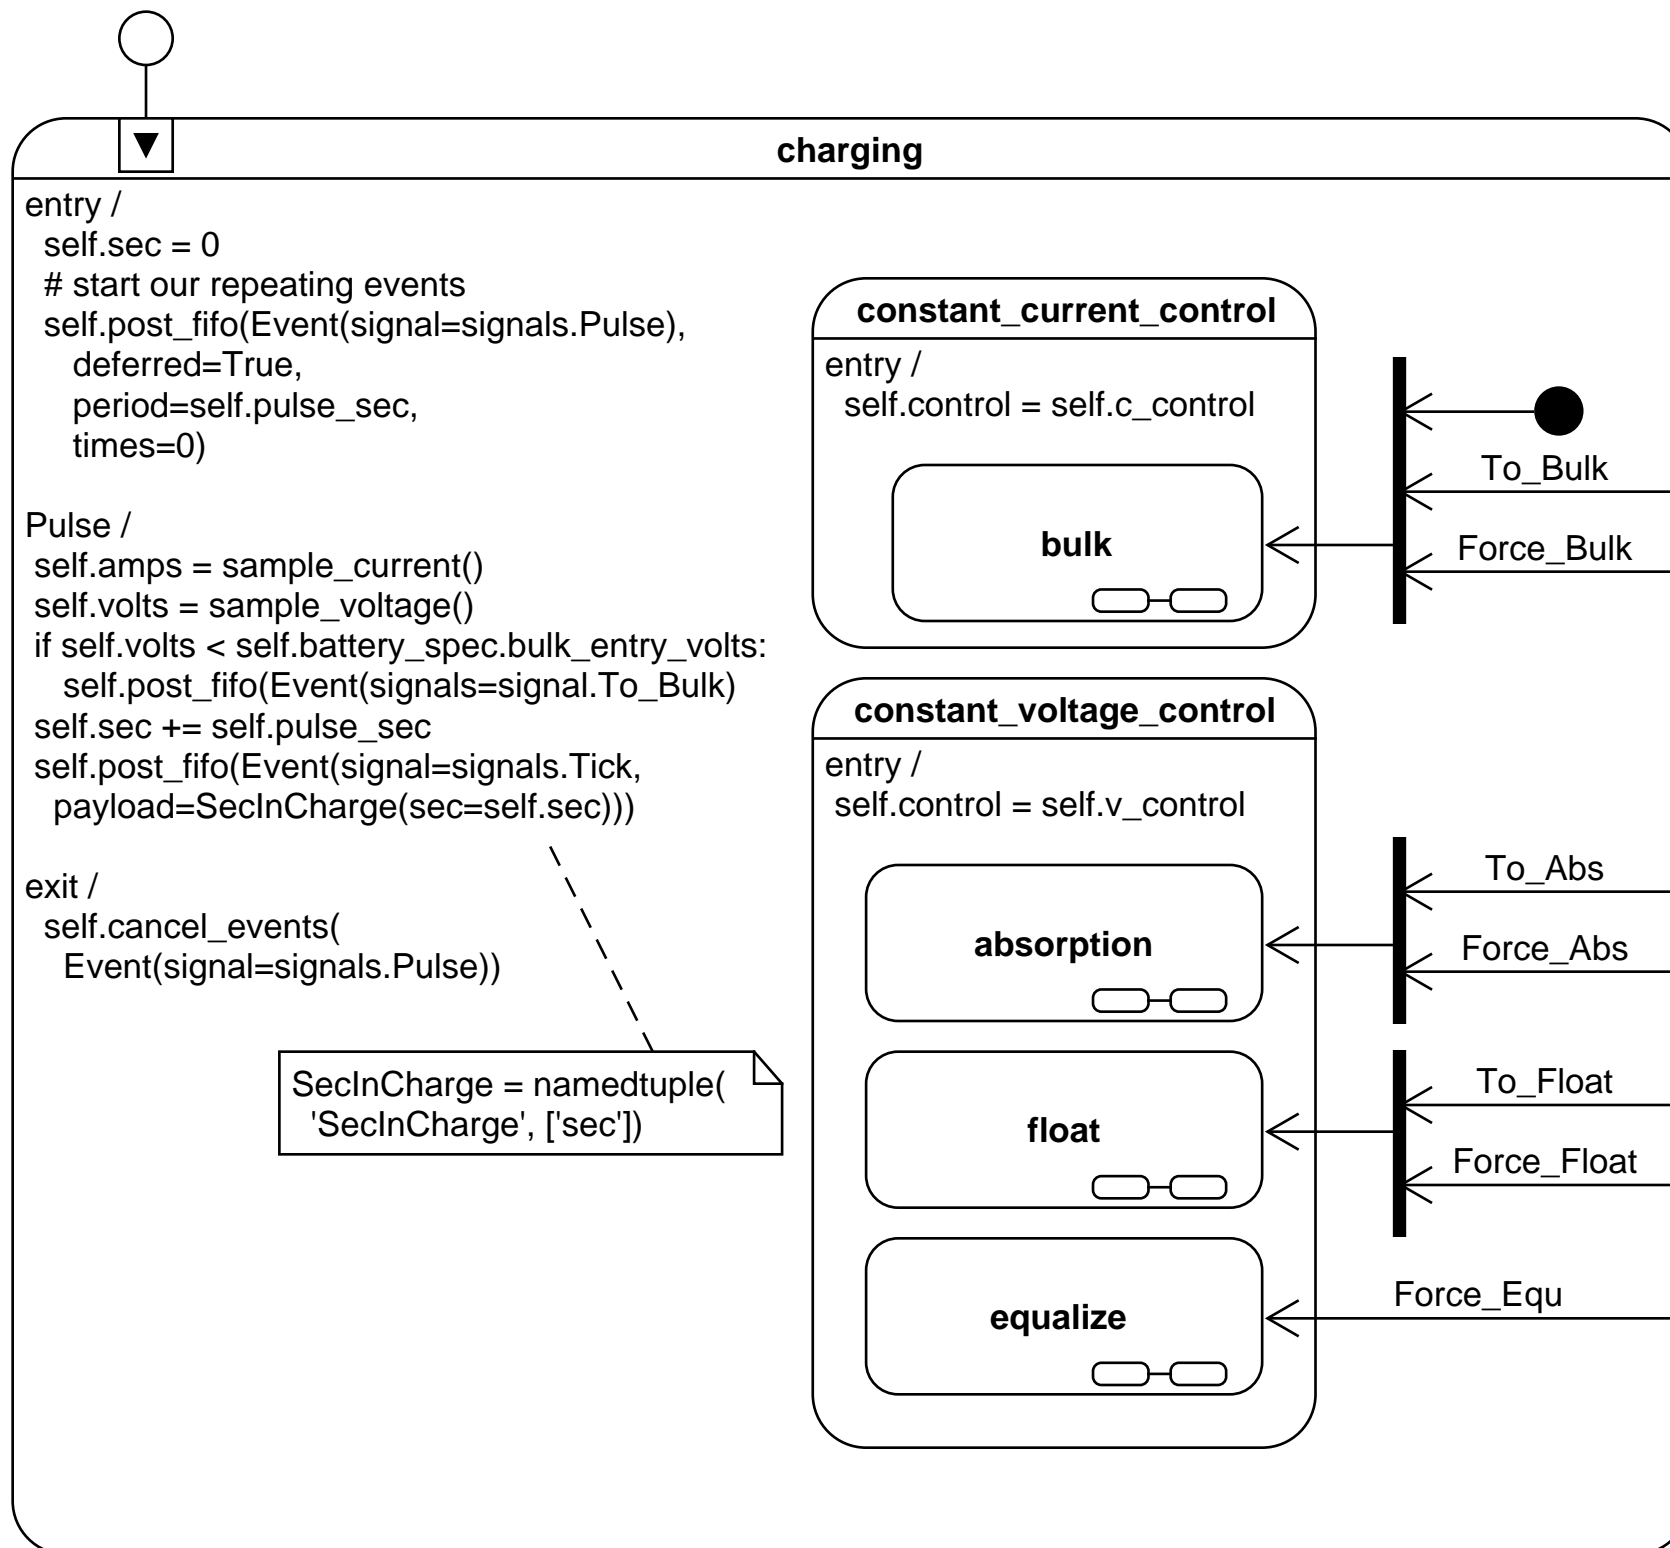 charging
entry /
self.sec = 0
# start our repeating events
self.post_fifo(Event(signal=signals.Pulse),
deferred=True,
period=self.pulse_sec,
times=0)
Pulse /
self.amps = sample_current()
self.volts = sample_voltage()
if self.volts < self.battery_spec.bulk_entry_volts:
self.post_fifo(Event(signals=signal.To_Bulk)
self.sec += self.pulse_sec
self.post_fifo(Event(signal=signals.Tick,
payload=SecInCharge(sec=self.sec)))
exit /
self.cancel_events(
Event(signal=signals.Pulse))
SecInCharge = namedtuple(
'SecInCharge', ['sec'])
constant_current_control
entry /
self.control = self.c_control
bulk
To_Bulk
Force_Bulk
constant_voltage_control
entry /
self.control = self.v_control
absorption
To_Abs
Force_Abs
float
To_Float
Force_Float
equalize
Force_Equ